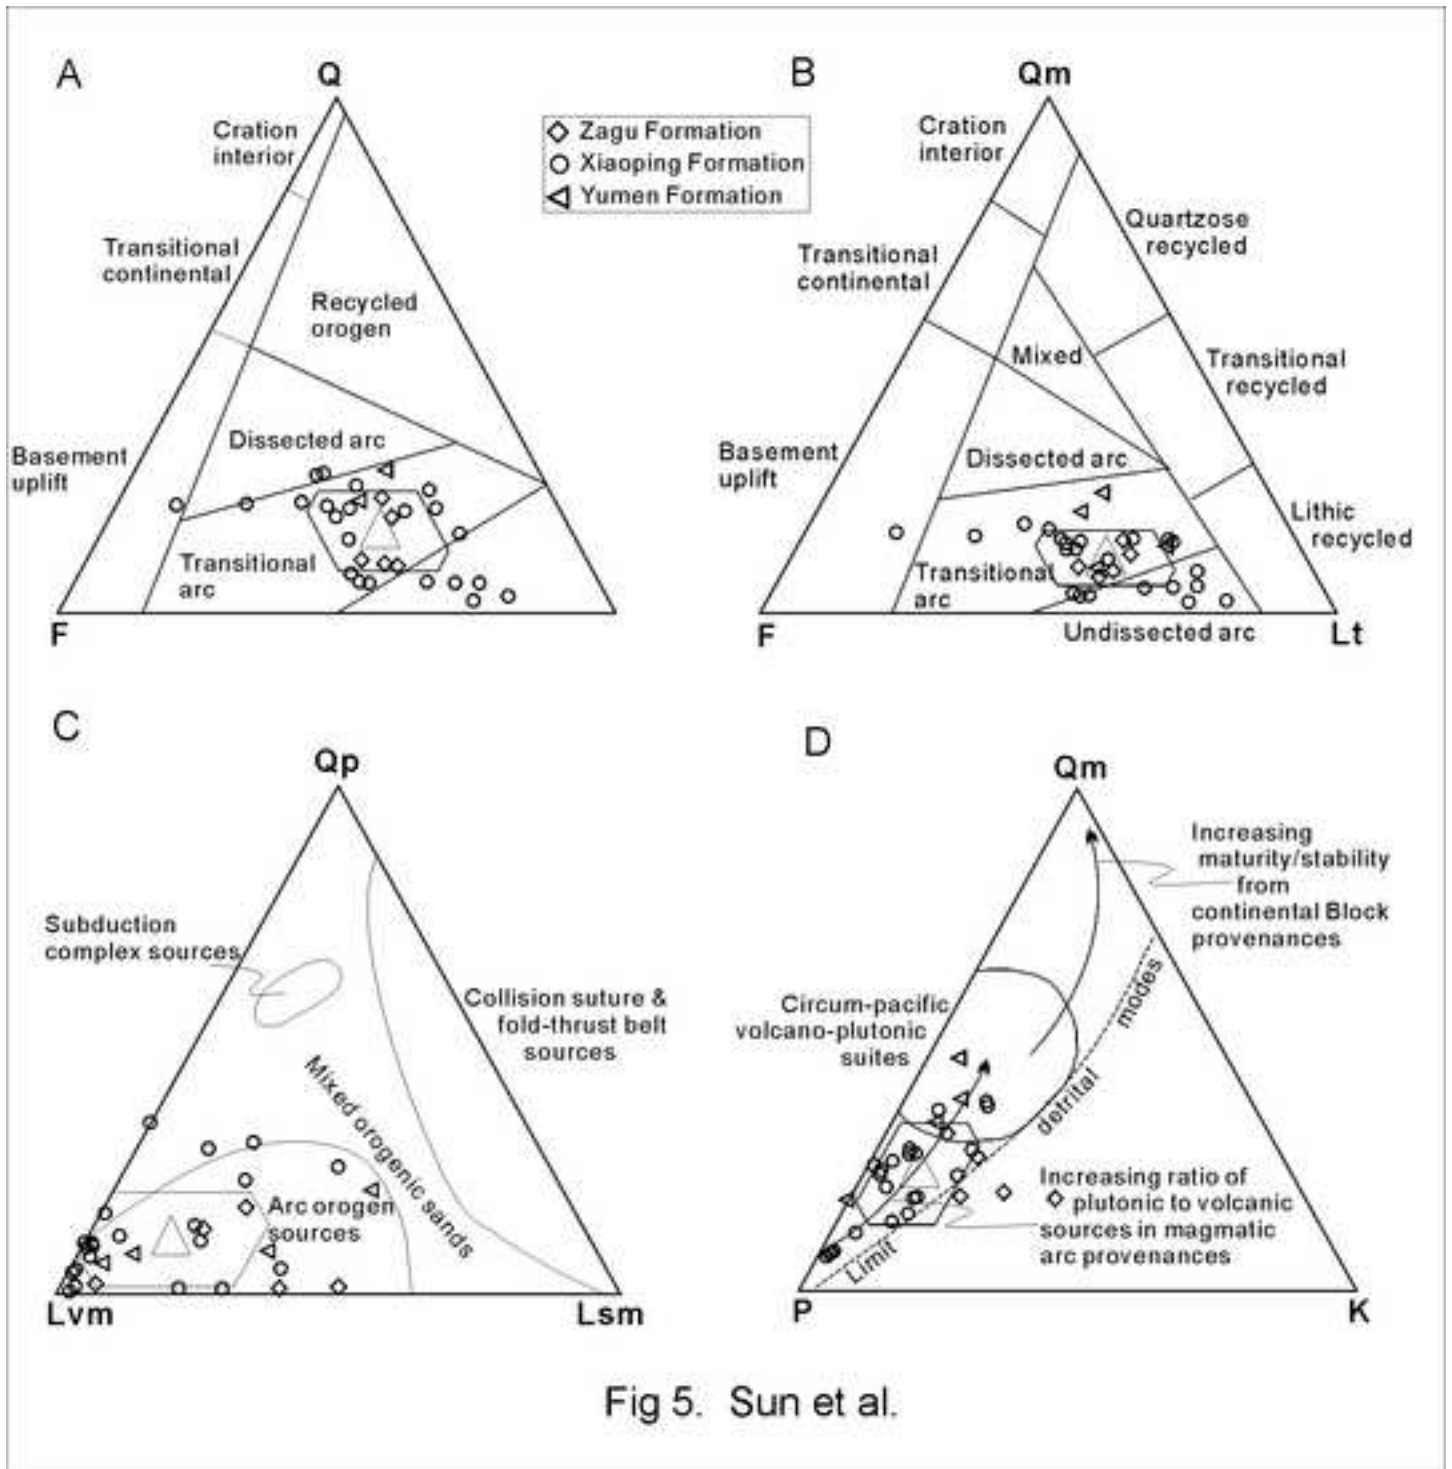 A
Q
Cration
interior
Transitional
continental
Recycled
orogen
Dissected arc
Basement
uplift
Transitional
arc
F
Zagu Formation
Xiaoping Formation
Yumen Formation
B
Qm
Cration
interior
Quartzose
recycled
Transitional
continental
Mixed
Transitional
recycled
Basement
uplift
Dissected arc
Lithic
recycled
Transitional
arc
F
Undissected arc
Lt
C
Qp
Subduction
complex sources
Collision suture &
fold-thrust belt
sources
Mixed orogenic sands
Arc orogen
sources
Lvm
Lsm
D
Qm
Increasing
maturity/stability
from
continental Block
provenances
Circum-pacific
volcano-plutonic
suites
Limit detrital modes
Increasing ratio of
plutonic to volcanic
sources in magmatic
arc provenances
P
K
Fig 5. Sun et al.